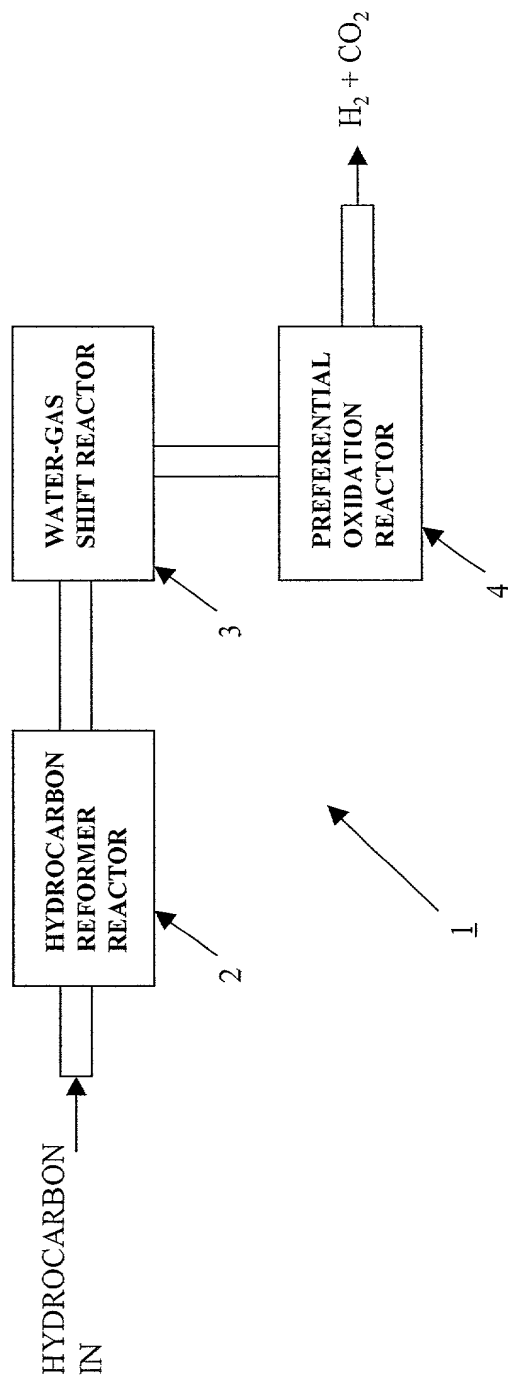 HYDROCARBON
IN
HYDROCARBON
REFORMER
REACTOR
2
WATER-GAS
SHIFT REACTOR
3
PREFERENTIAL
OXIDATION
REACTOR
4
H₂ + CO₂
1